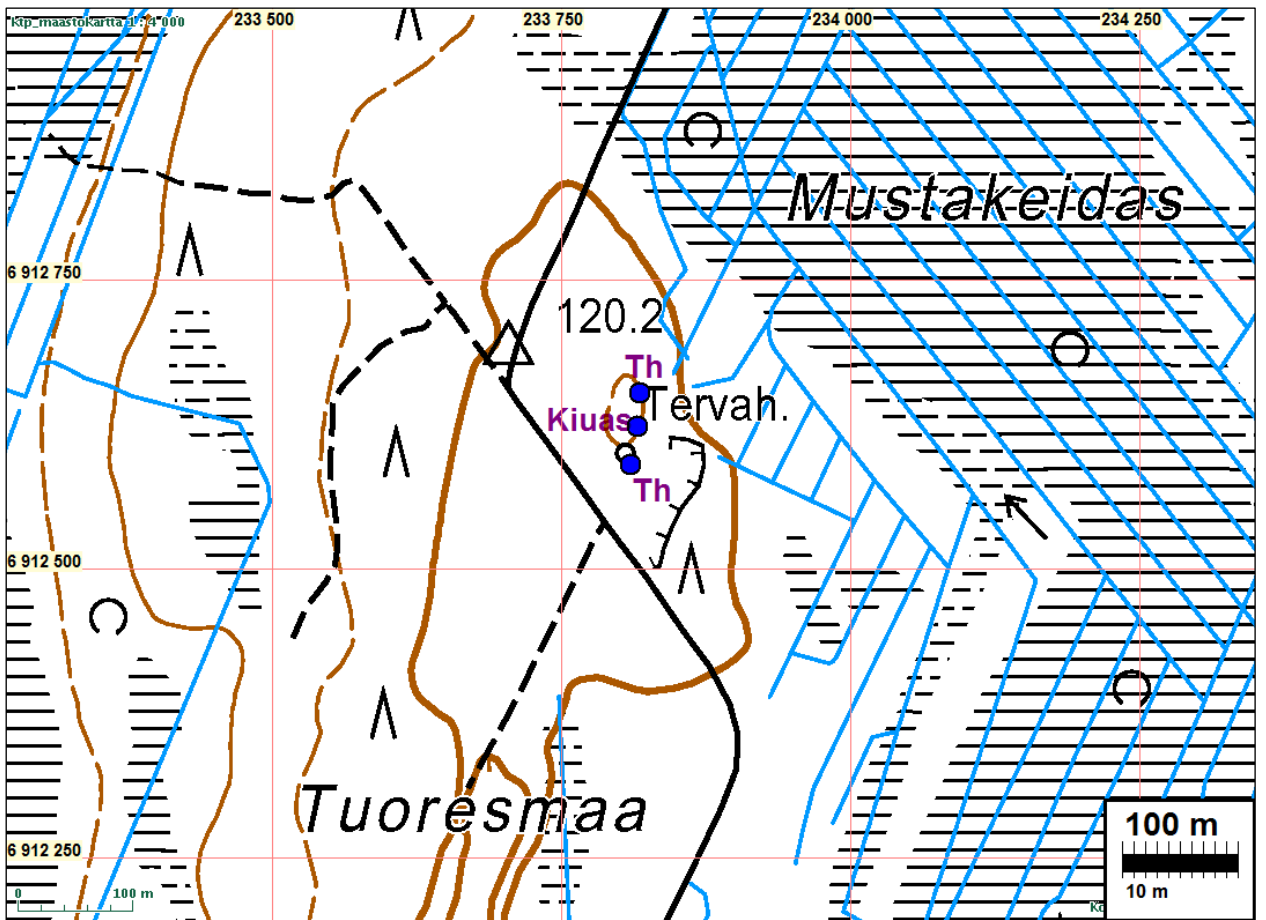 Ktp_maastokartta 1 : 4 000
233 500
233 750
234 000
234 250
Mustakeidas
6 912 750
120.2
Th
Tervah.
Kiuas
Th
6 912 500
Tuoresmaa
6 912 250
100 m
10 m
0 100 m